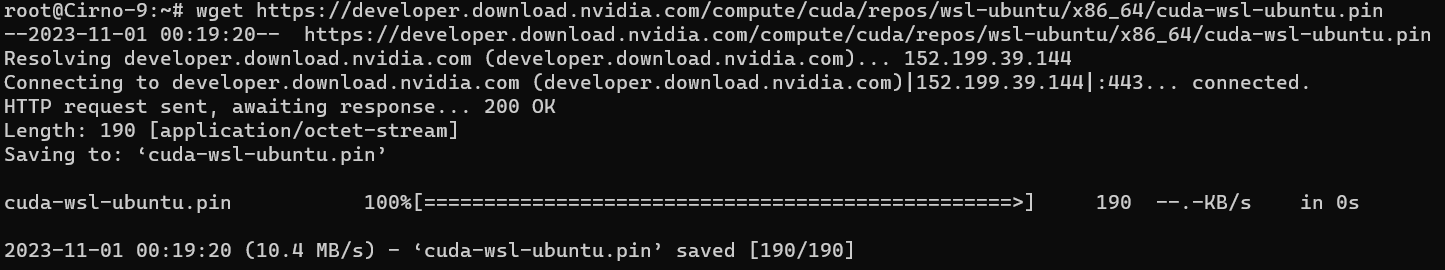 root@Cirno-9:~# wget https://developer.download.nvidia.com/compute/cuda/repos/wsl-ubuntu/x86_64/cuda-wsl-ubuntu.pin
--2023-11-01 00:19:20--  https://developer.download.nvidia.com/compute/cuda/repos/wsl-ubuntu/x86_64/cuda-wsl-ubuntu.pin
Resolving developer.download.nvidia.com (developer.download.nvidia.com)... 152.199.39.144
Connecting to developer.download.nvidia.com (developer.download.nvidia.com)|152.199.39.144|:443... connected.
HTTP request sent, awaiting response... 200 OK
Length: 190 [application/octet-stream]
Saving to: ‘cuda-wsl-ubuntu.pin’
cuda-wsl-ubuntu.pin           100%[=================================================>]     190  --.-KB/s    in 0s
2023-11-01 00:19:20 (10.4 MB/s) - ‘cuda-wsl-ubuntu.pin’ saved [190/190]